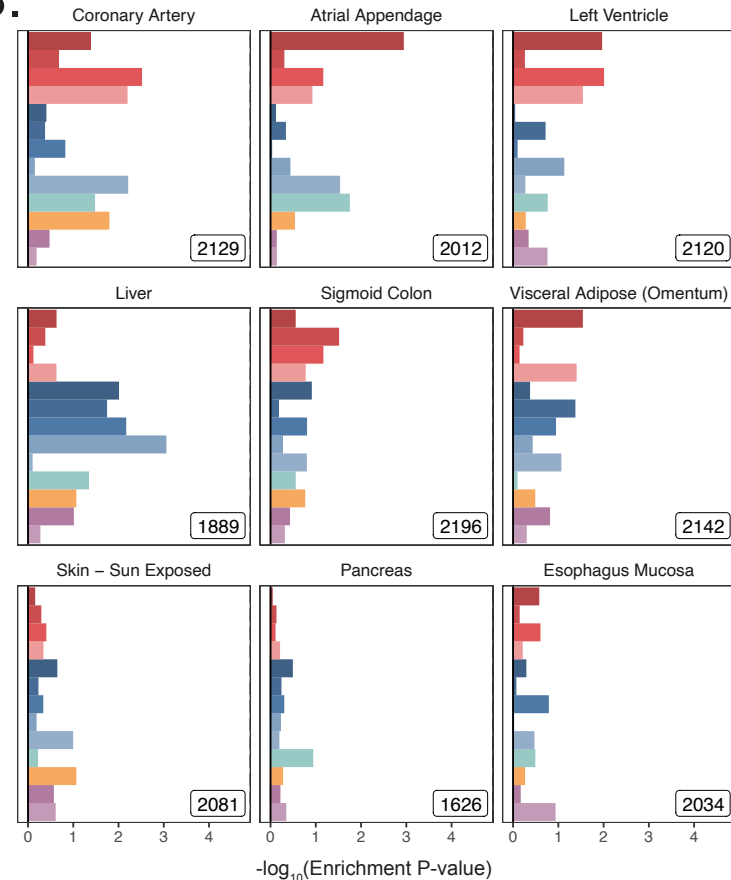 Coronary Artery Atrial Appendage Left Ventricle
2129 2012 2120
Liver Sigmoid Colon Visceral Adipose (Omentum)
1889 2196 2142
Skin − Sun Exposed Pancreas Esophagus Mucosa
2081 1626 2034
0 1 2 3 4 0 1 2 3 4 0 1 2 3 4
-log10(Enrichment P-value)